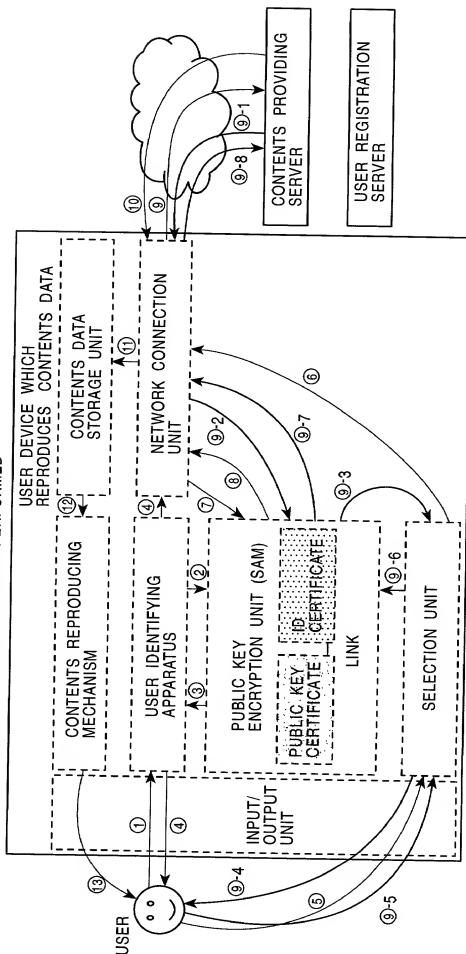 PERFORMED
USER DEVICE WHICH
REPRODUCES CONTENTS DATA
CONTENTS REPRODUCING
MECHANISM
⑫
CONTENTS DATA
STORAGE UNIT
⑪
USER IDENTIFYING
APPARATUS
④
NETWORK CONNECTION
UNIT
⑩
⑨
⑨-1
⑨-8
CONTENTS PROVIDING
SERVER
USER REGISTRATION
SERVER
⑬
①
④
USER
INPUT/
OUTPUT
UNIT
③
②
⑦
⑧
⑨-2
⑨-7
⑥
PUBLIC KEY
ENCRYPTION UNIT (SAM)
PUBLIC KEY
CERTIFICATE
ID
CERTIFICATE
LINK
⑨-3
⑨-6
SELECTION UNIT
⑨-4
⑤
⑨-5